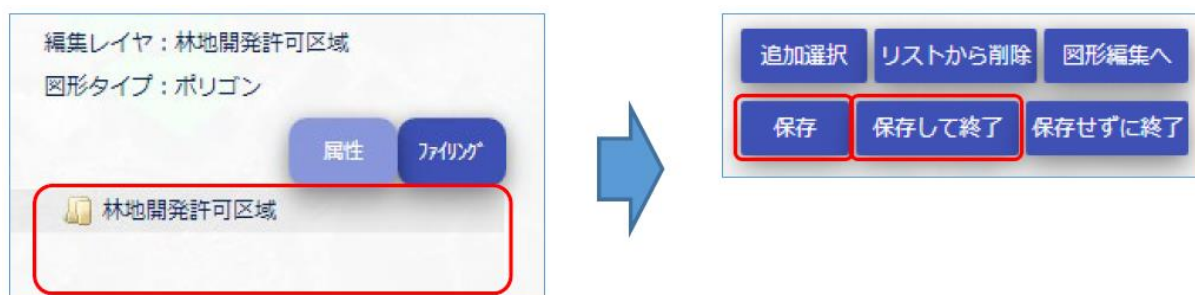 編集レイヤ：林地開発許可区域
図形タイプ：ポリゴン
属性 ﾌｧｲﾘﾝｸﾞ
林地開発許可区域
追加選択 リストから削除 図形編集へ
保存 保存して終了 保存せずに終了